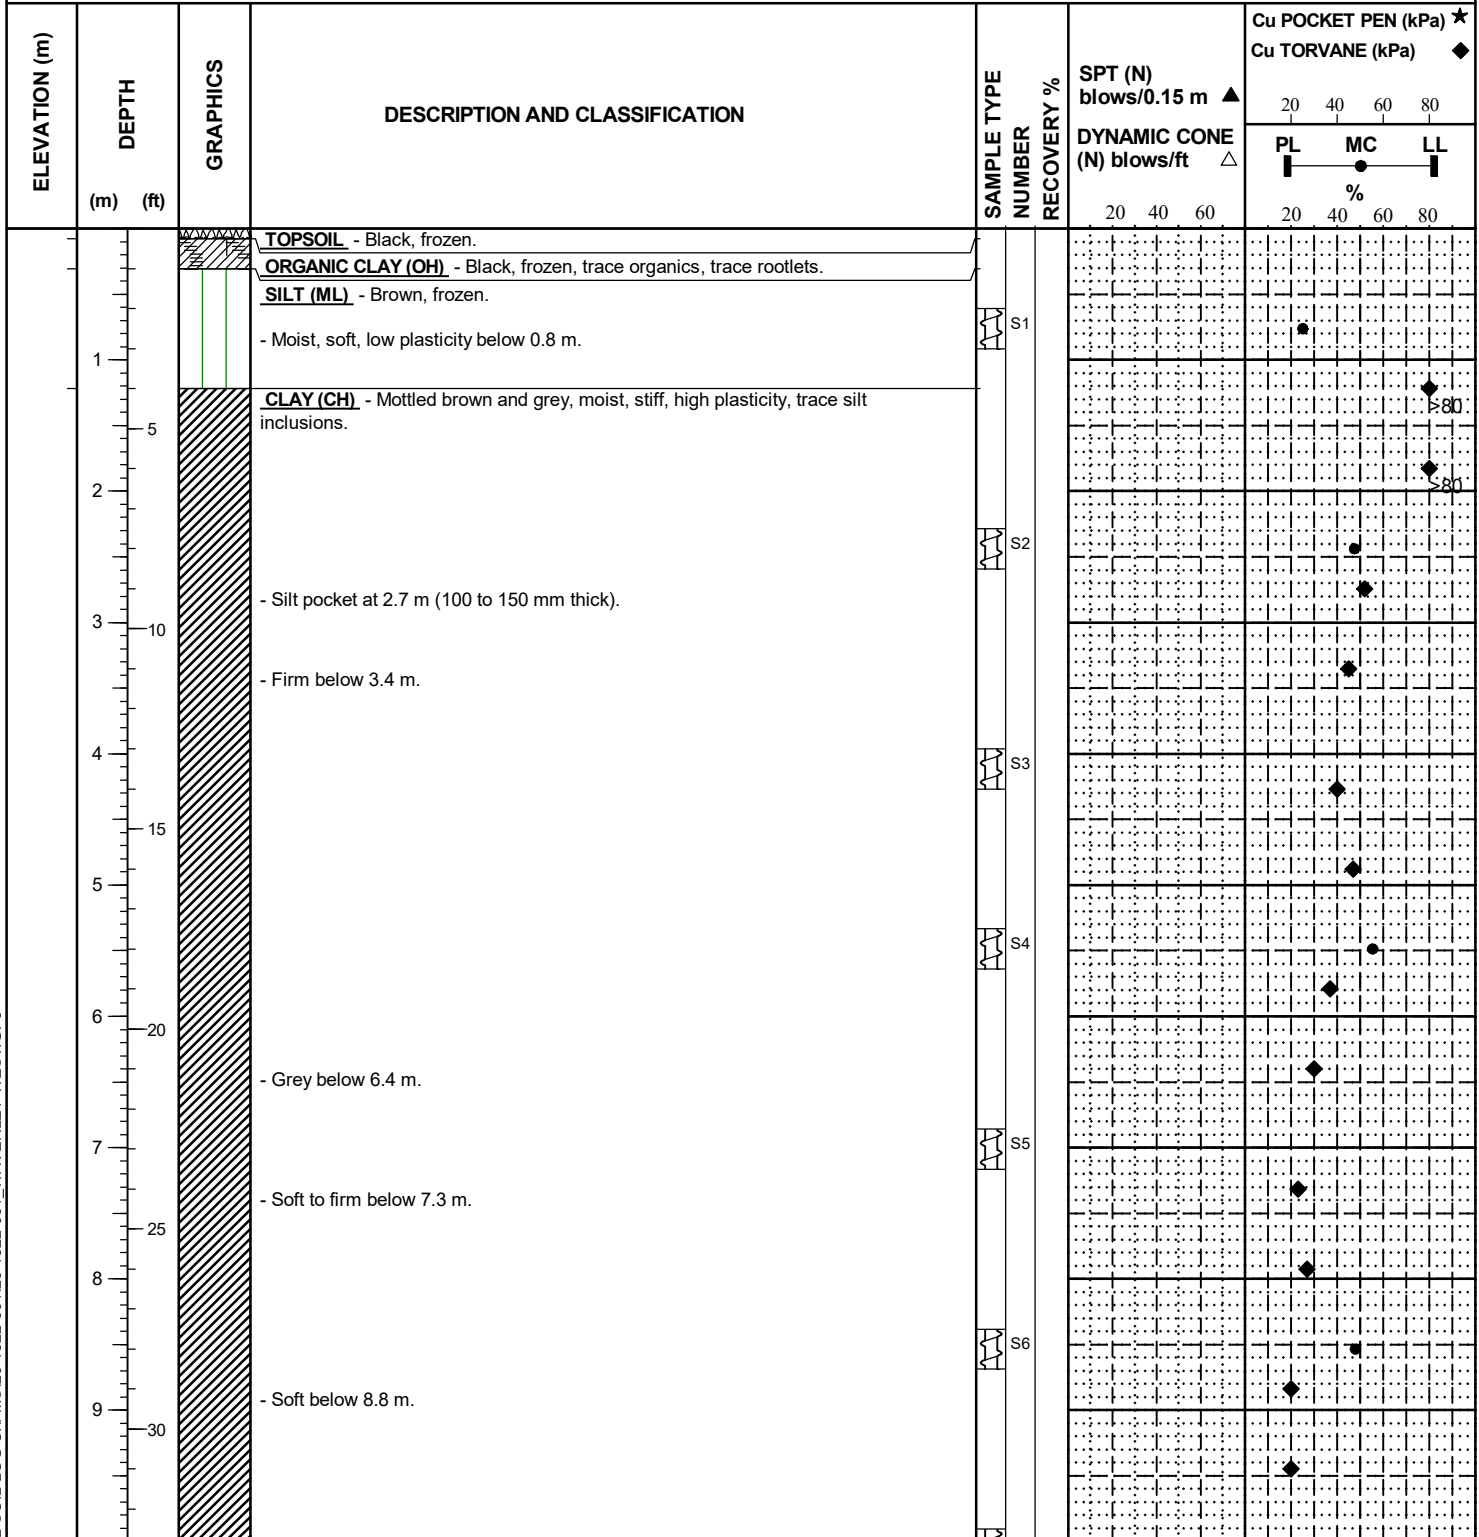 ELEVATION (m)
DEPTH
(m) (ft)
GRAPHICS
DESCRIPTION AND CLASSIFICATION
SAMPLE TYPE
NUMBER
RECOVERY %
SPT (N)
blows/0.15 m ▲
DYNAMIC CONE
(N) blows/ft △
20 40 60
Cu POCKET PEN (kPa) ★
Cu TORVANE (kPa) ◆
20 40 60 80
PL MC LL
%
20 40 60 80
TOPSOIL - Black, frozen.
ORGANIC CLAY (OH) - Black, frozen, trace organics, trace rootlets.
SILT (ML) - Brown, frozen.
S1
- Moist, soft, low plasticity below 0.8 m.
1
CLAY (CH) - Mottled brown and grey, moist, stiff, high plasticity, trace silt
inclusions.
>80
5
2
>80
S2
- Silt pocket at 2.7 m (100 to 150 mm thick).
3
10
- Firm below 3.4 m.
4
S3
15
5
S4
6
20
- Grey below 6.4 m.
7
S5
- Soft to firm below 7.3 m.
25
8
S6
- Soft below 8.8 m.
9
30